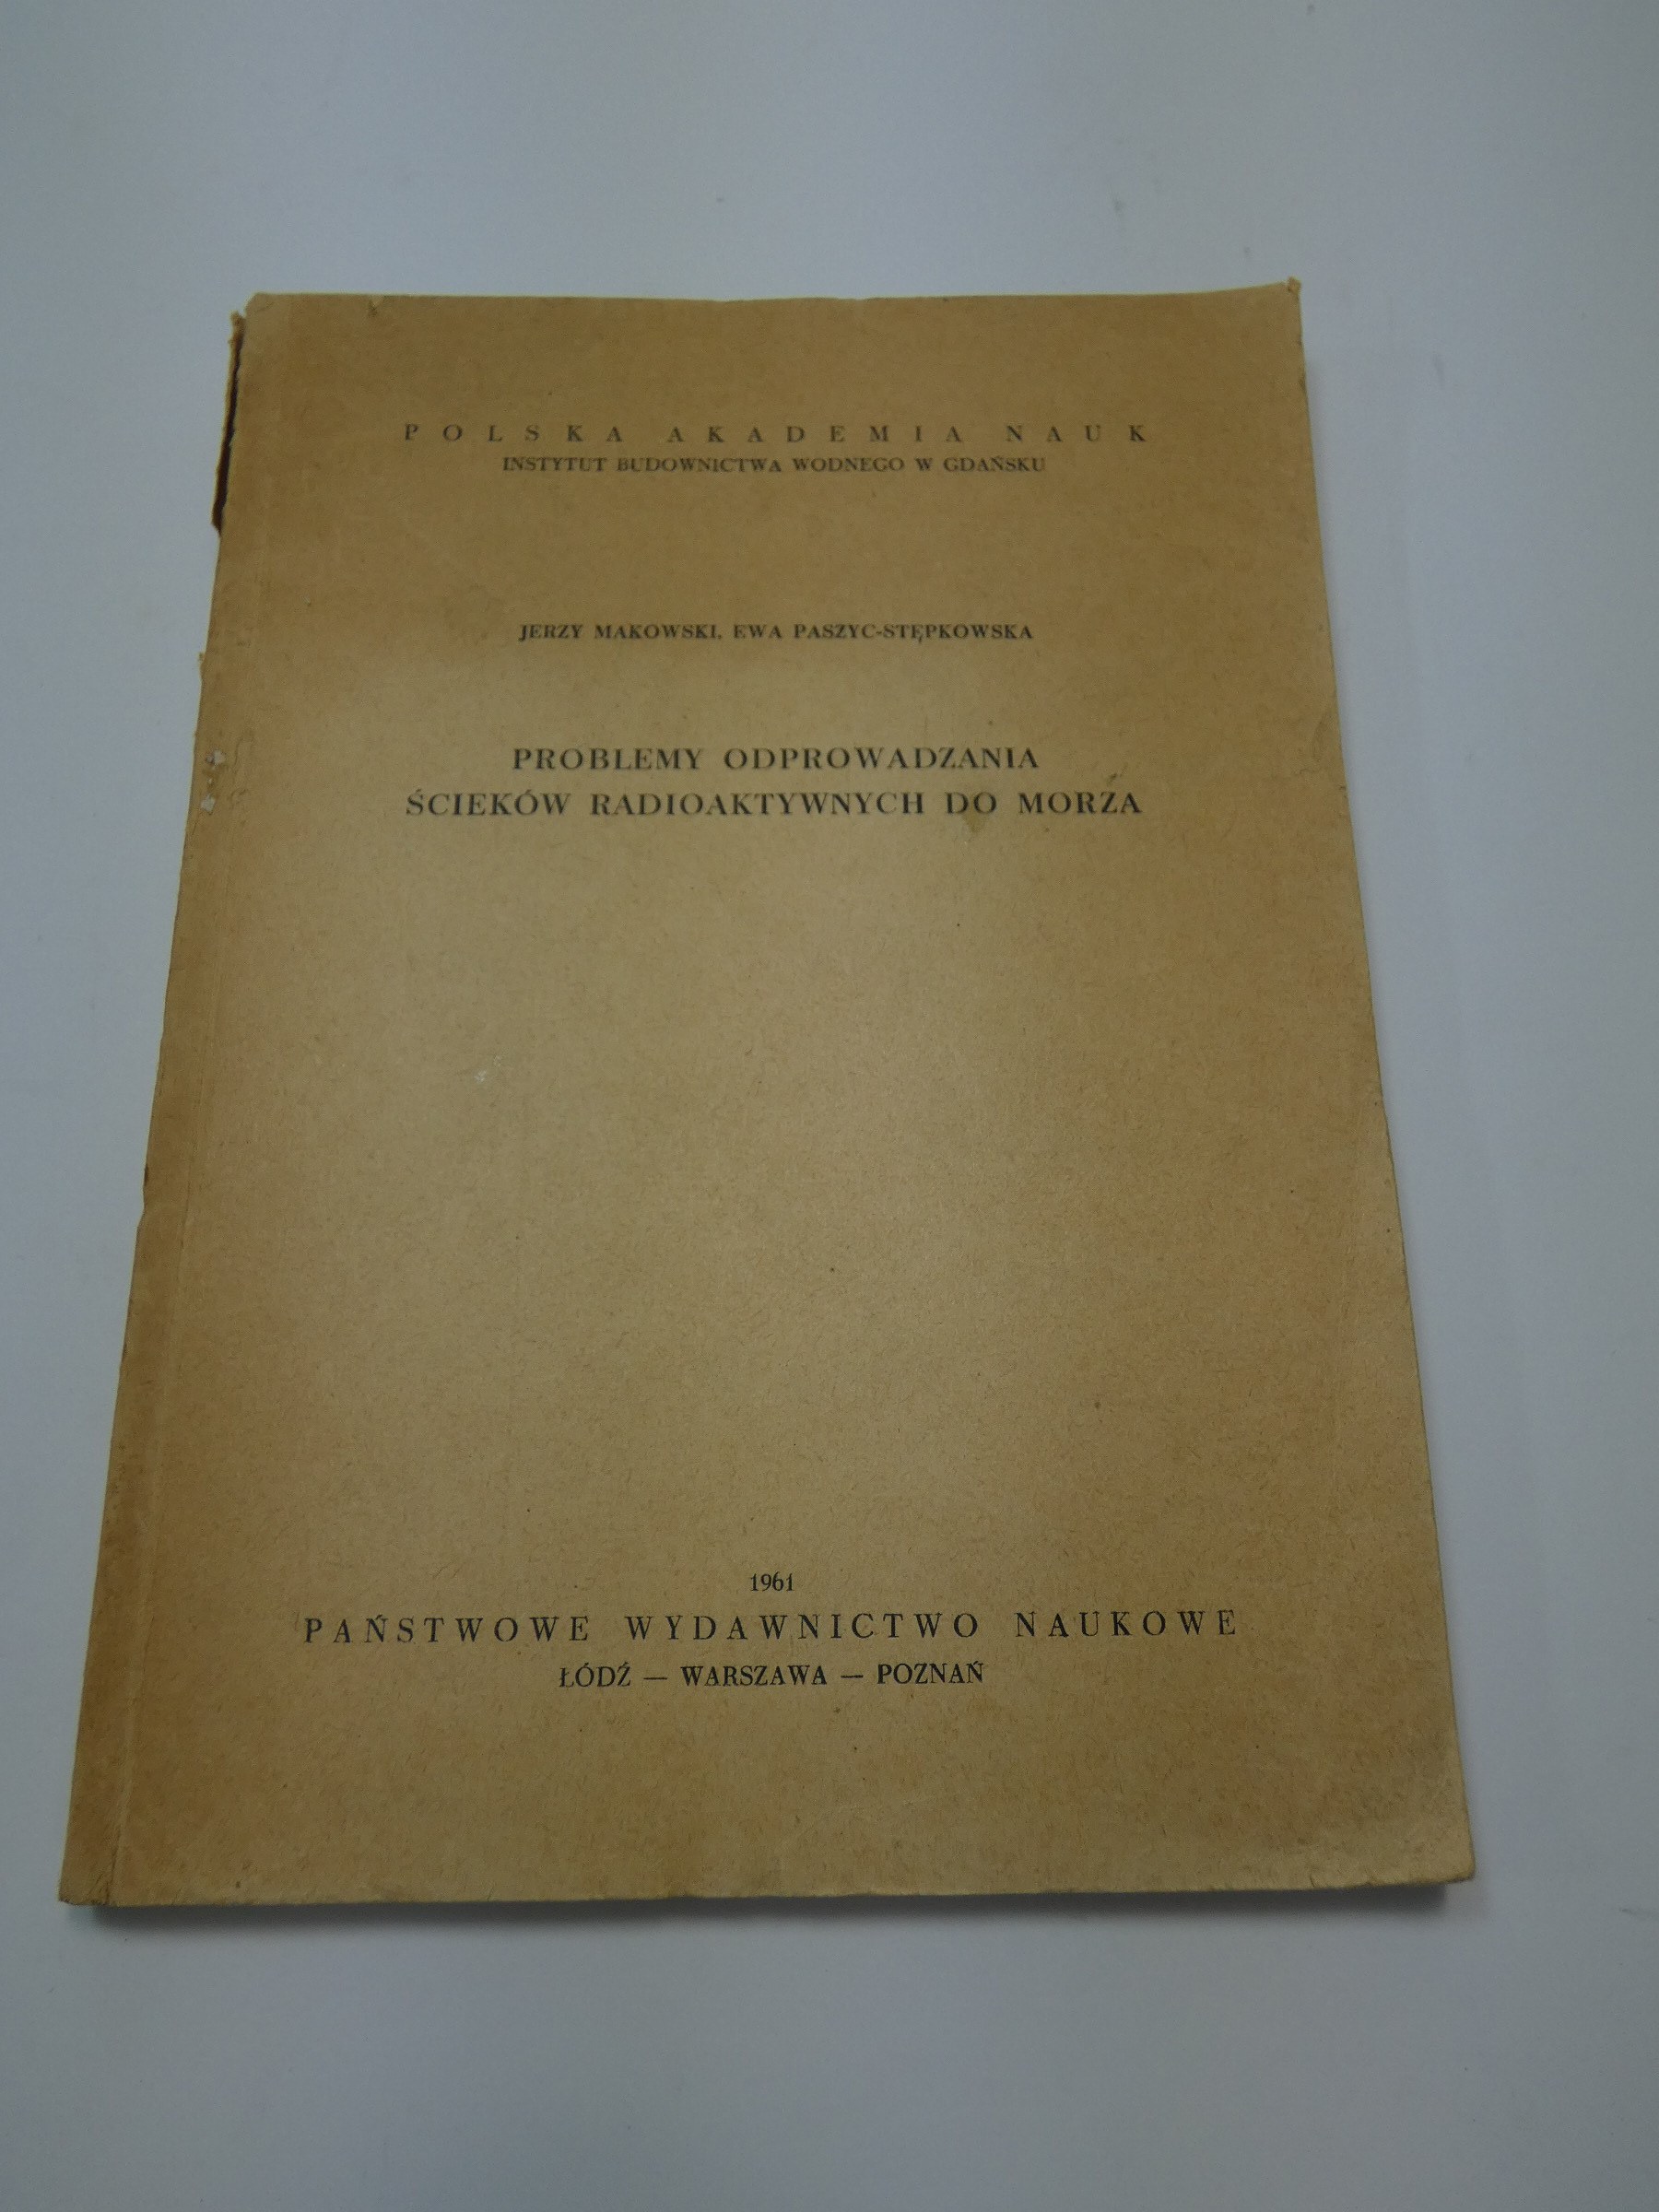 POLSKA AKADEMIA NAUK
INSTYTUT BUDOWNICTWA WODNEGO W GDAŃSKU
JERZY MAKOWSKI, EWA PASZYC-STĘPKOWSKA
PROBLEMY ODPROWADZANIA
ŚCIEKÓW RADIOAKTYWNYCH DO MORZA
1961
PAŃSTWOWE WYDAWNICTWO NAUKOWE
ŁÓDŹ — WARSZAWA — POZNAŃ